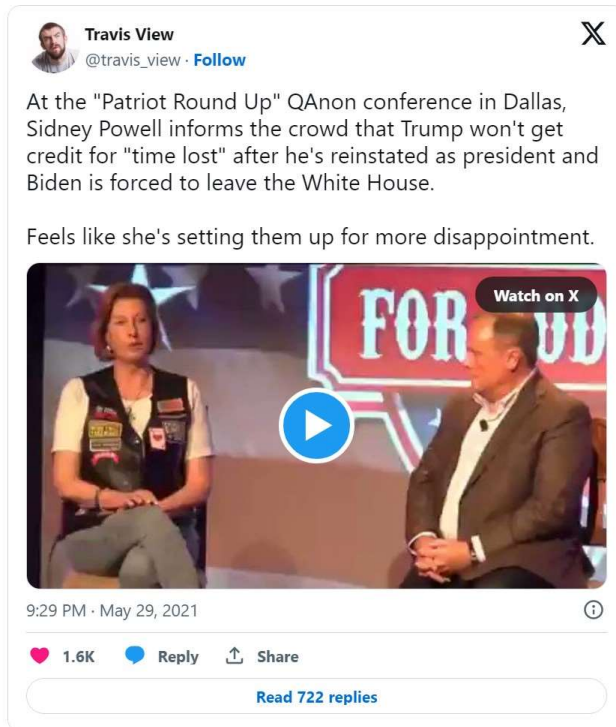 Travis View
@travis_view · Follow
X
At the "Patriot Round Up" QAnon conference in Dallas,
Sidney Powell informs the crowd that Trump won't get
credit for "time lost" after he's reinstated as president and
Biden is forced to leave the White House.
Feels like she's setting them up for more disappointment.
Watch on X
FOR
9:29 PM · May 29, 2021
1.6K Reply Share
Read 722 replies